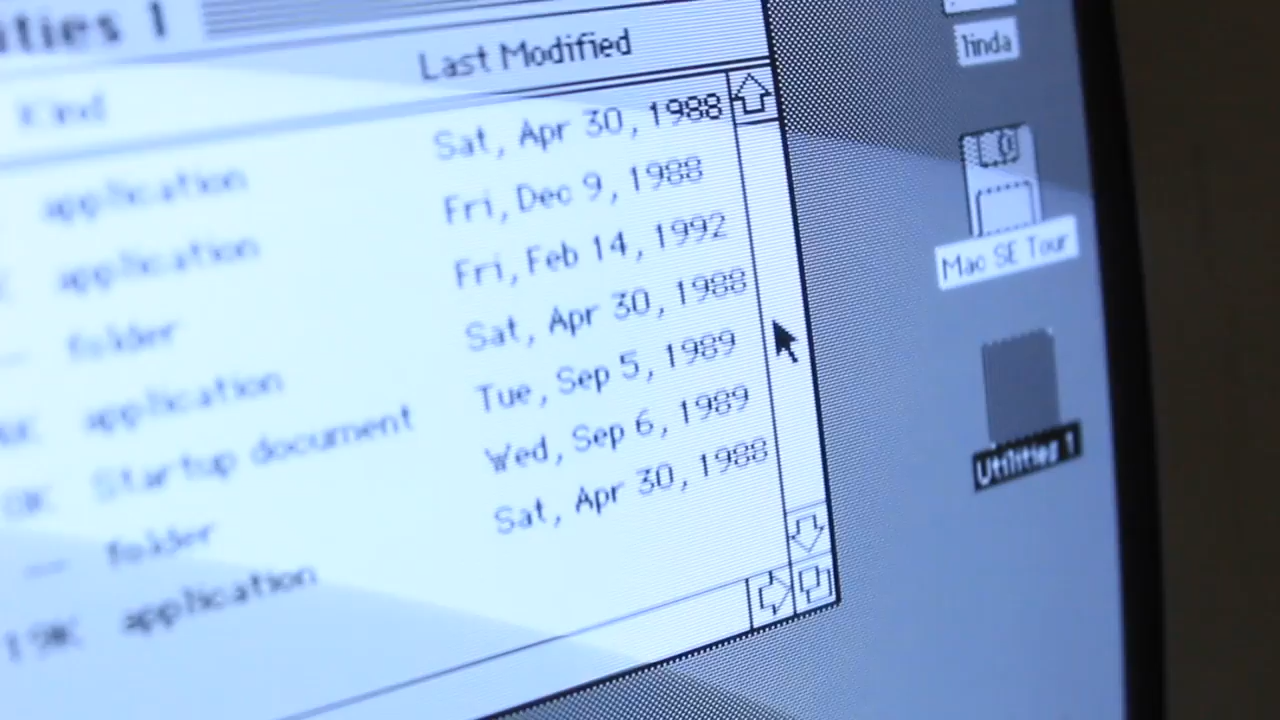 ities 1
Kind Last Modified
application Sat, Apr 30, 1988
application Fri, Dec 9, 1988
-- folder Fri, Feb 14, 1992
application Sat, Apr 30, 1988
0K Startup document Tue, Sep 5, 1989
-- folder Wed, Sep 6, 1989
19K application Sat, Apr 30, 1988
linda
Mac SE Tour
Utilities 1